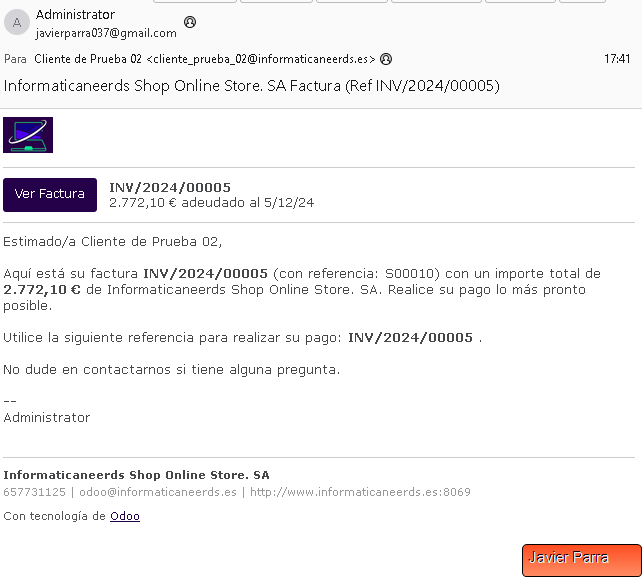 A
Administrator
javierparra037@gmail.com
Para Cliente de Prueba 02 <cliente_prueba_02@informaticaneerds.es> 17:41
Informaticaneerds Shop Online Store. SA Factura (Ref INV/2024/00005)
Ver Factura
INV/2024/00005
2.772,10 € adeudado al 5/12/24
Estimado/a Cliente de Prueba 02,
Aquí está su factura INV/2024/00005 (con referencia: S00010) con un importe total de
2.772,10 € de Informaticaneerds Shop Online Store. SA. Realice su pago lo más pronto
posible.
Utilice la siguiente referencia para realizar su pago: INV/2024/00005 .
No dude en contactarnos si tiene alguna pregunta.
--
Administrator
Informaticaneerds Shop Online Store. SA
657731125 | odoo@informaticaneerds.es | http://www.informaticaneerds.es:8069
Con tecnología de Odoo
Javier Parra